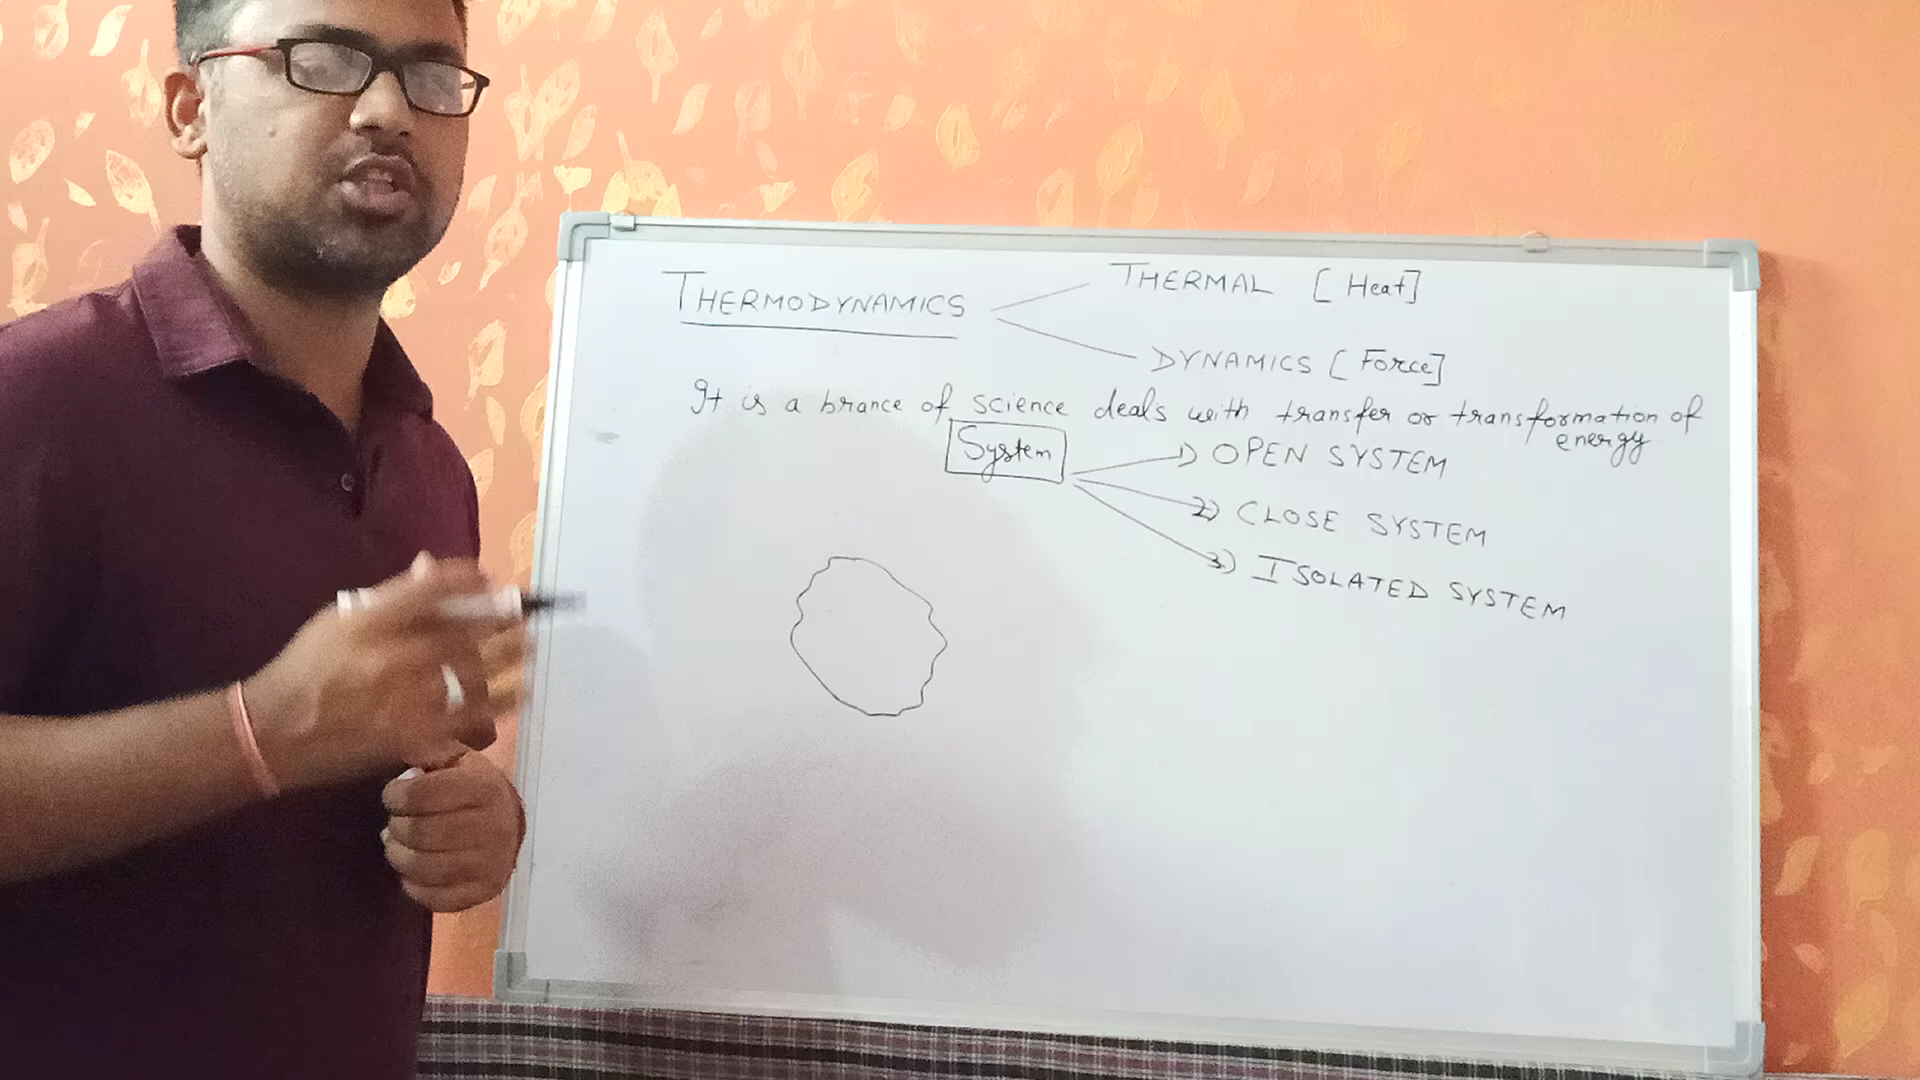 THERMODYNAMICS
THERMAL [Heat]
DYNAMICS [Force]
It is a brance of science deals with transfer or transformation of
energy
System
1) OPEN SYSTEM
2) CLOSE SYSTEM
3) ISOLATED SYSTEM